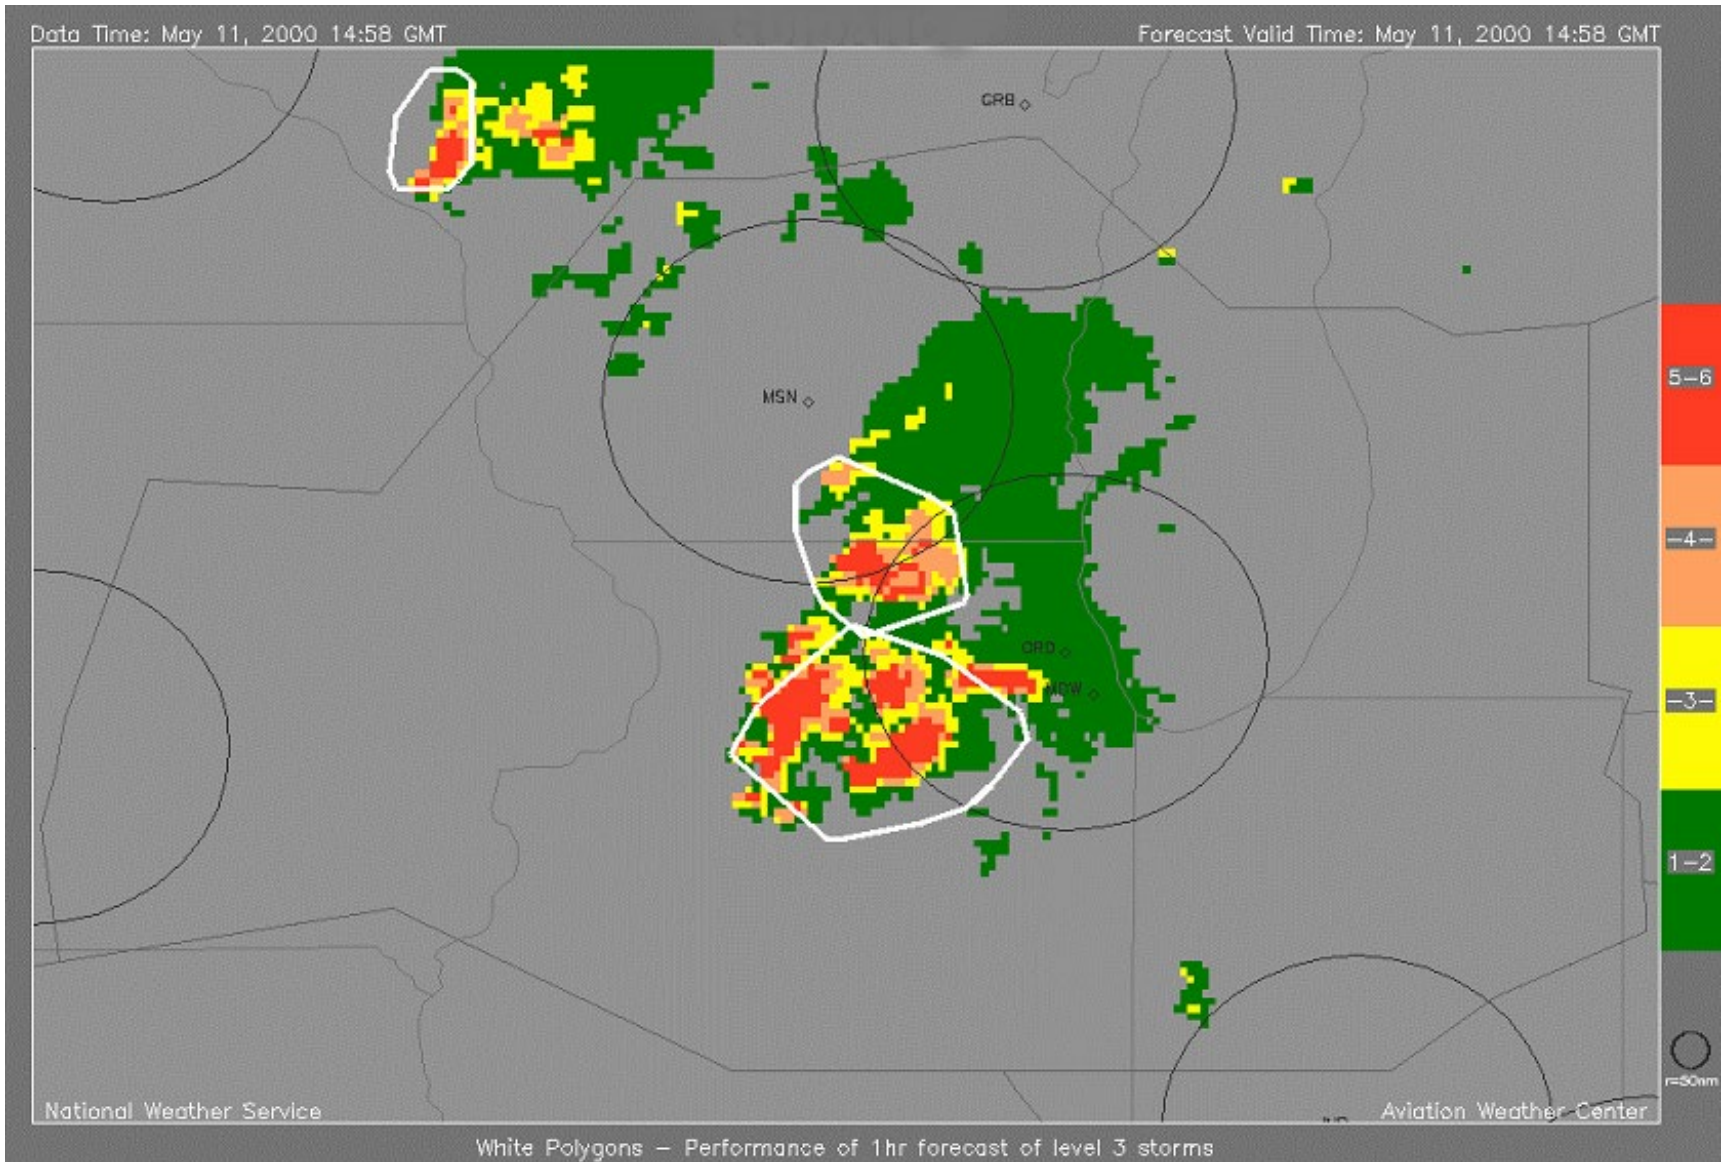 Data Time: May 11, 2000 14:58 GMT
Forecast Valid Time: May 11, 2000 14:58 GMT
GRB
MSN
5-6
-4-
ORD
MDW
-3-
1-2
r=50nm
National Weather Service
Aviation Weather Center
White Polygons - Performance of 1hr forecast of level 3 storms